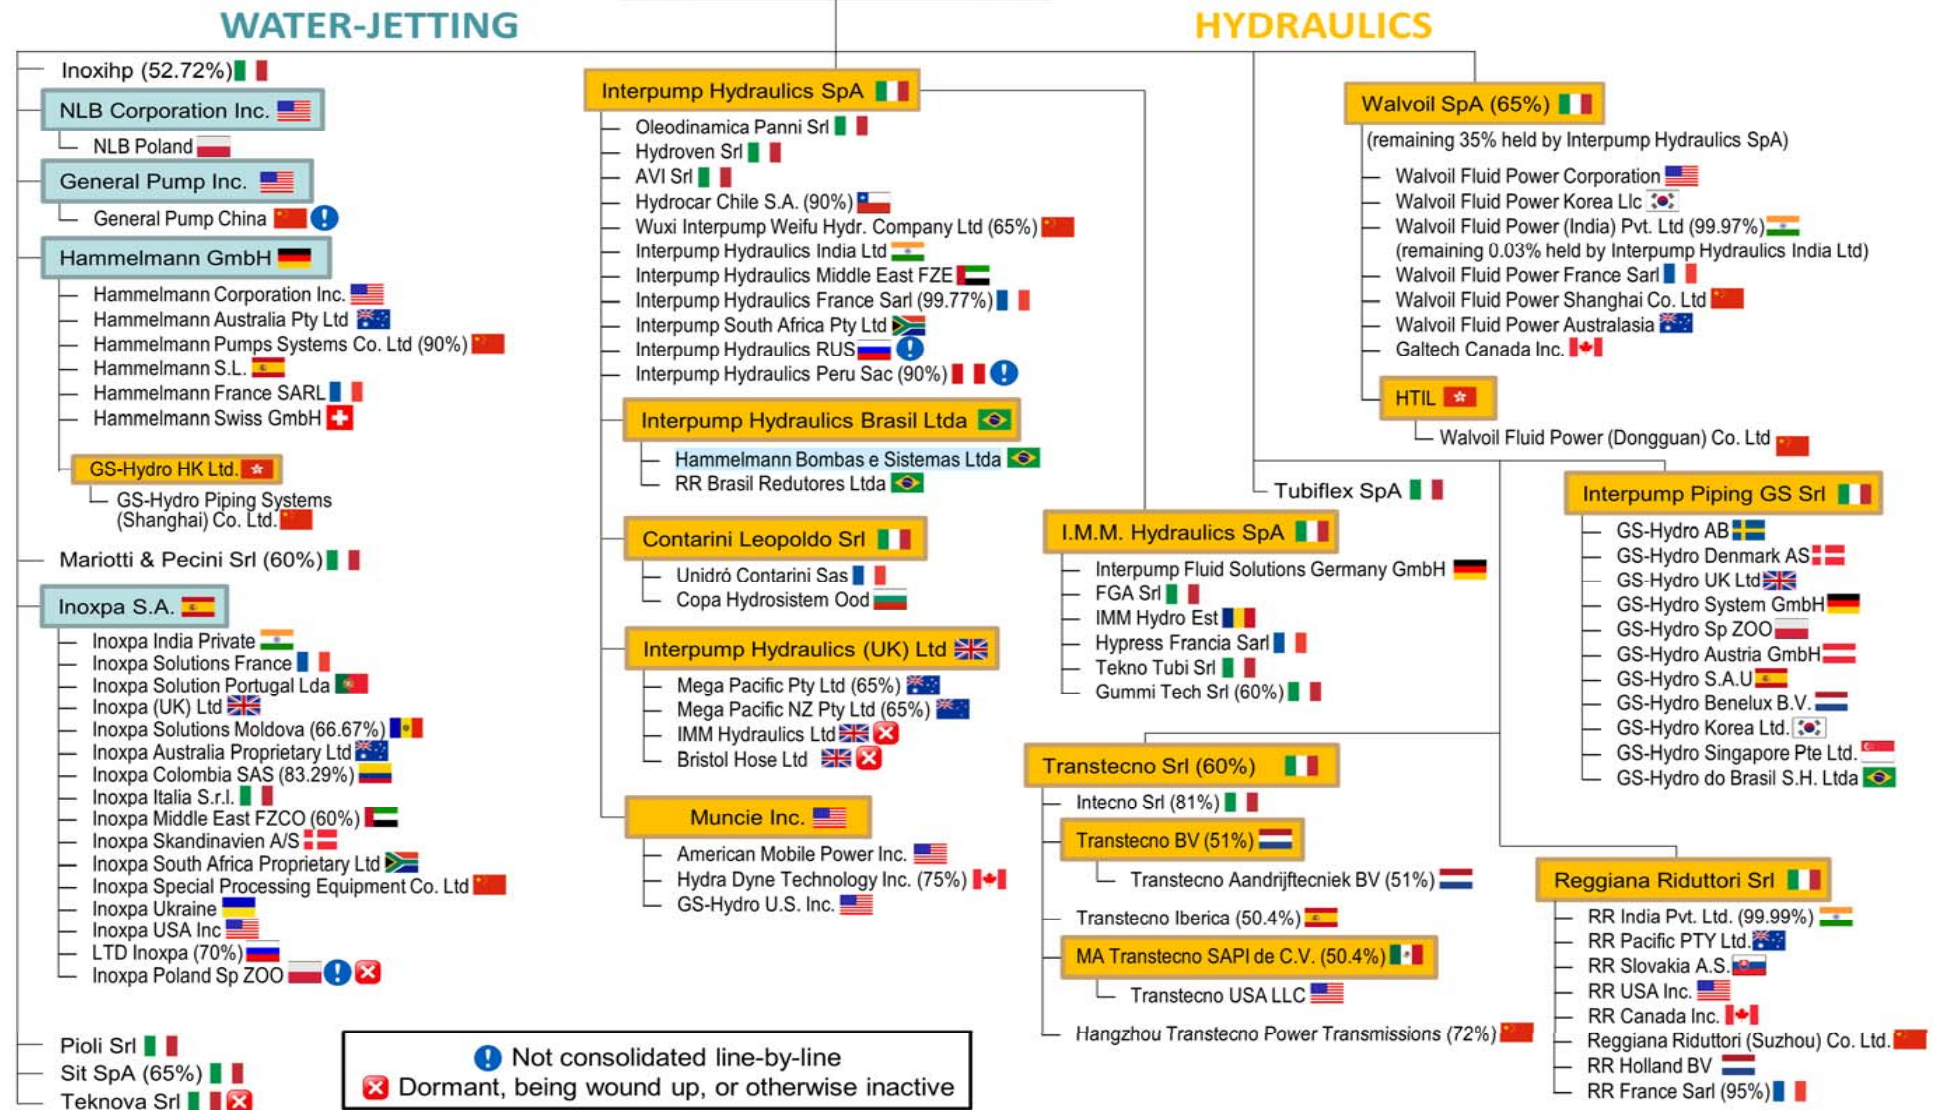 WATER-JETTING
Inoxihp (52.72%)
NLB Corporation Inc.
NLB Poland
General Pump Inc.
General Pump China
Hammelmann GmbH
Hammelmann Corporation Inc.
Hammelmann Australia Pty Ltd
Hammelmann Pumps Systems Co. Ltd (90%)
Hammelmann S.L.
Hammelmann France SARL
Hammelmann Swiss GmbH
GS-Hydro HK Ltd.
GS-Hydro Piping Systems
(Shanghai) Co. Ltd.
Mariotti & Pecini Srl (60%)
Inoxpa S.A.
Inoxpa India Private
Inoxpa Solutions France
Inoxpa Solution Portugal Lda
Inoxpa (UK) Ltd
Inoxpa Solutions Moldova (66.67%)
Inoxpa Australia Proprietary Ltd
Inoxpa Colombia SAS (83.29%)
Inoxpa Italia S.r.l.
Inoxpa Middle East FZCO (60%)
Inoxpa Skandinavien A/S
Inoxpa South Africa Proprietary Ltd
Inoxpa Special Processing Equipment Co. Ltd
Inoxpa Ukraine
Inoxpa USA Inc
LTD Inoxpa (70%)
Inoxpa Poland Sp ZOO
Pioli Srl
Sit SpA (65%)
Teknova Srl
HYDRAULICS
Interpump Hydraulics SpA
Oleodinamica Panni Srl
Hydroven Srl
AVI Srl
Hydrocar Chile S.A. (90%)
Wuxi Interpump Weifu Hydr. Company Ltd (65%)
Interpump Hydraulics India Ltd
Interpump Hydraulics Middle East FZE
Interpump Hydraulics France Sarl (99.77%)
Interpump South Africa Pty Ltd
Interpump Hydraulics RUS
Interpump Hydraulics Peru Sac (90%)
Interpump Hydraulics Brasil Ltda
Hammelmann Bombas e Sistemas Ltda
RR Brasil Redutores Ltda
Contarini Leopoldo Srl
Unidró Contarini Sas
Copa Hydrosistem Ood
Interpump Hydraulics (UK) Ltd
Mega Pacific Pty Ltd (65%)
Mega Pacific NZ Pty Ltd (65%)
IMM Hydraulics Ltd
Bristol Hose Ltd
Muncie Inc.
American Mobile Power Inc.
Hydra Dyne Technology Inc. (75%)
GS-Hydro U.S. Inc.
I.M.M. Hydraulics SpA
Interpump Fluid Solutions Germany GmbH
FGA Srl
IMM Hydro Est
Hypress Francia Sarl
Tekno Tubi Srl
Gummi Tech Srl (60%)
Walvoil SpA (65%)
(remaining 35% held by Interpump Hydraulics SpA)
Walvoil Fluid Power Corporation
Walvoil Fluid Power Korea Llc
Walvoil Fluid Power (India) Pvt. Ltd (99.97%)
(remaining 0.03% held by Interpump Hydraulics India Ltd)
Walvoil Fluid Power France Sarl
Walvoil Fluid Power Shanghai Co. Ltd
Walvoil Fluid Power Australasia
Galtech Canada Inc.
HTIL
Walvoil Fluid Power (Dongguan) Co. Ltd
Tubiflex SpA
Interpump Piping GS Srl
GS-Hydro AB
GS-Hydro Denmark AS
GS-Hydro UK Ltd
GS-Hydro System GmbH
GS-Hydro Sp ZOO
GS-Hydro Austria GmbH
GS-Hydro S.A.U
GS-Hydro Benelux B.V.
GS-Hydro Korea Ltd.
GS-Hydro Singapore Pte Ltd.
GS-Hydro do Brasil S.H. Ltda
Transtecno Srl (60%)
Intecno Srl (81%)
Transtecno BV (51%)
Transtecno Aandrijftecniek BV (51%)
Transtecno Iberica (50.4%)
MA Transtecno SAPI de C.V. (50.4%)
Transtecno USA LLC
Hangzhou Transtecno Power Transmissions (72%)
Reggiana Riduttori Srl
RR India Pvt. Ltd. (99.99%)
RR Pacific PTY Ltd.
RR Slovakia A.S.
RR USA Inc.
RR Canada Inc.
Reggiana Riduttori (Suzhou) Co. Ltd.
RR Holland BV
RR France Sarl (95%)
Not consolidated line-by-line
Dormant, being wound up, or otherwise inactive